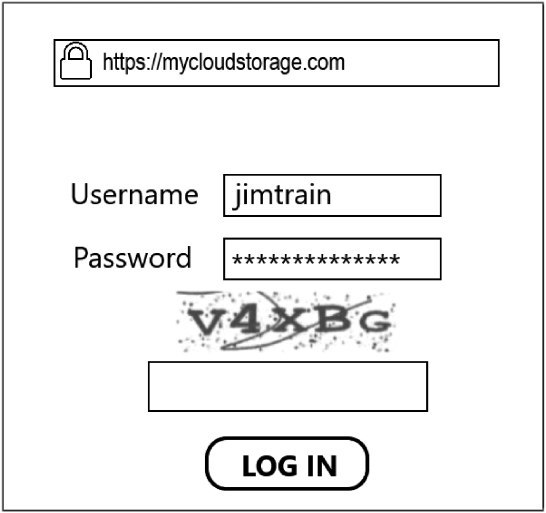 https://mycloudstorage.com
Username jimtrain
Password **************
V4XBG
LOG IN